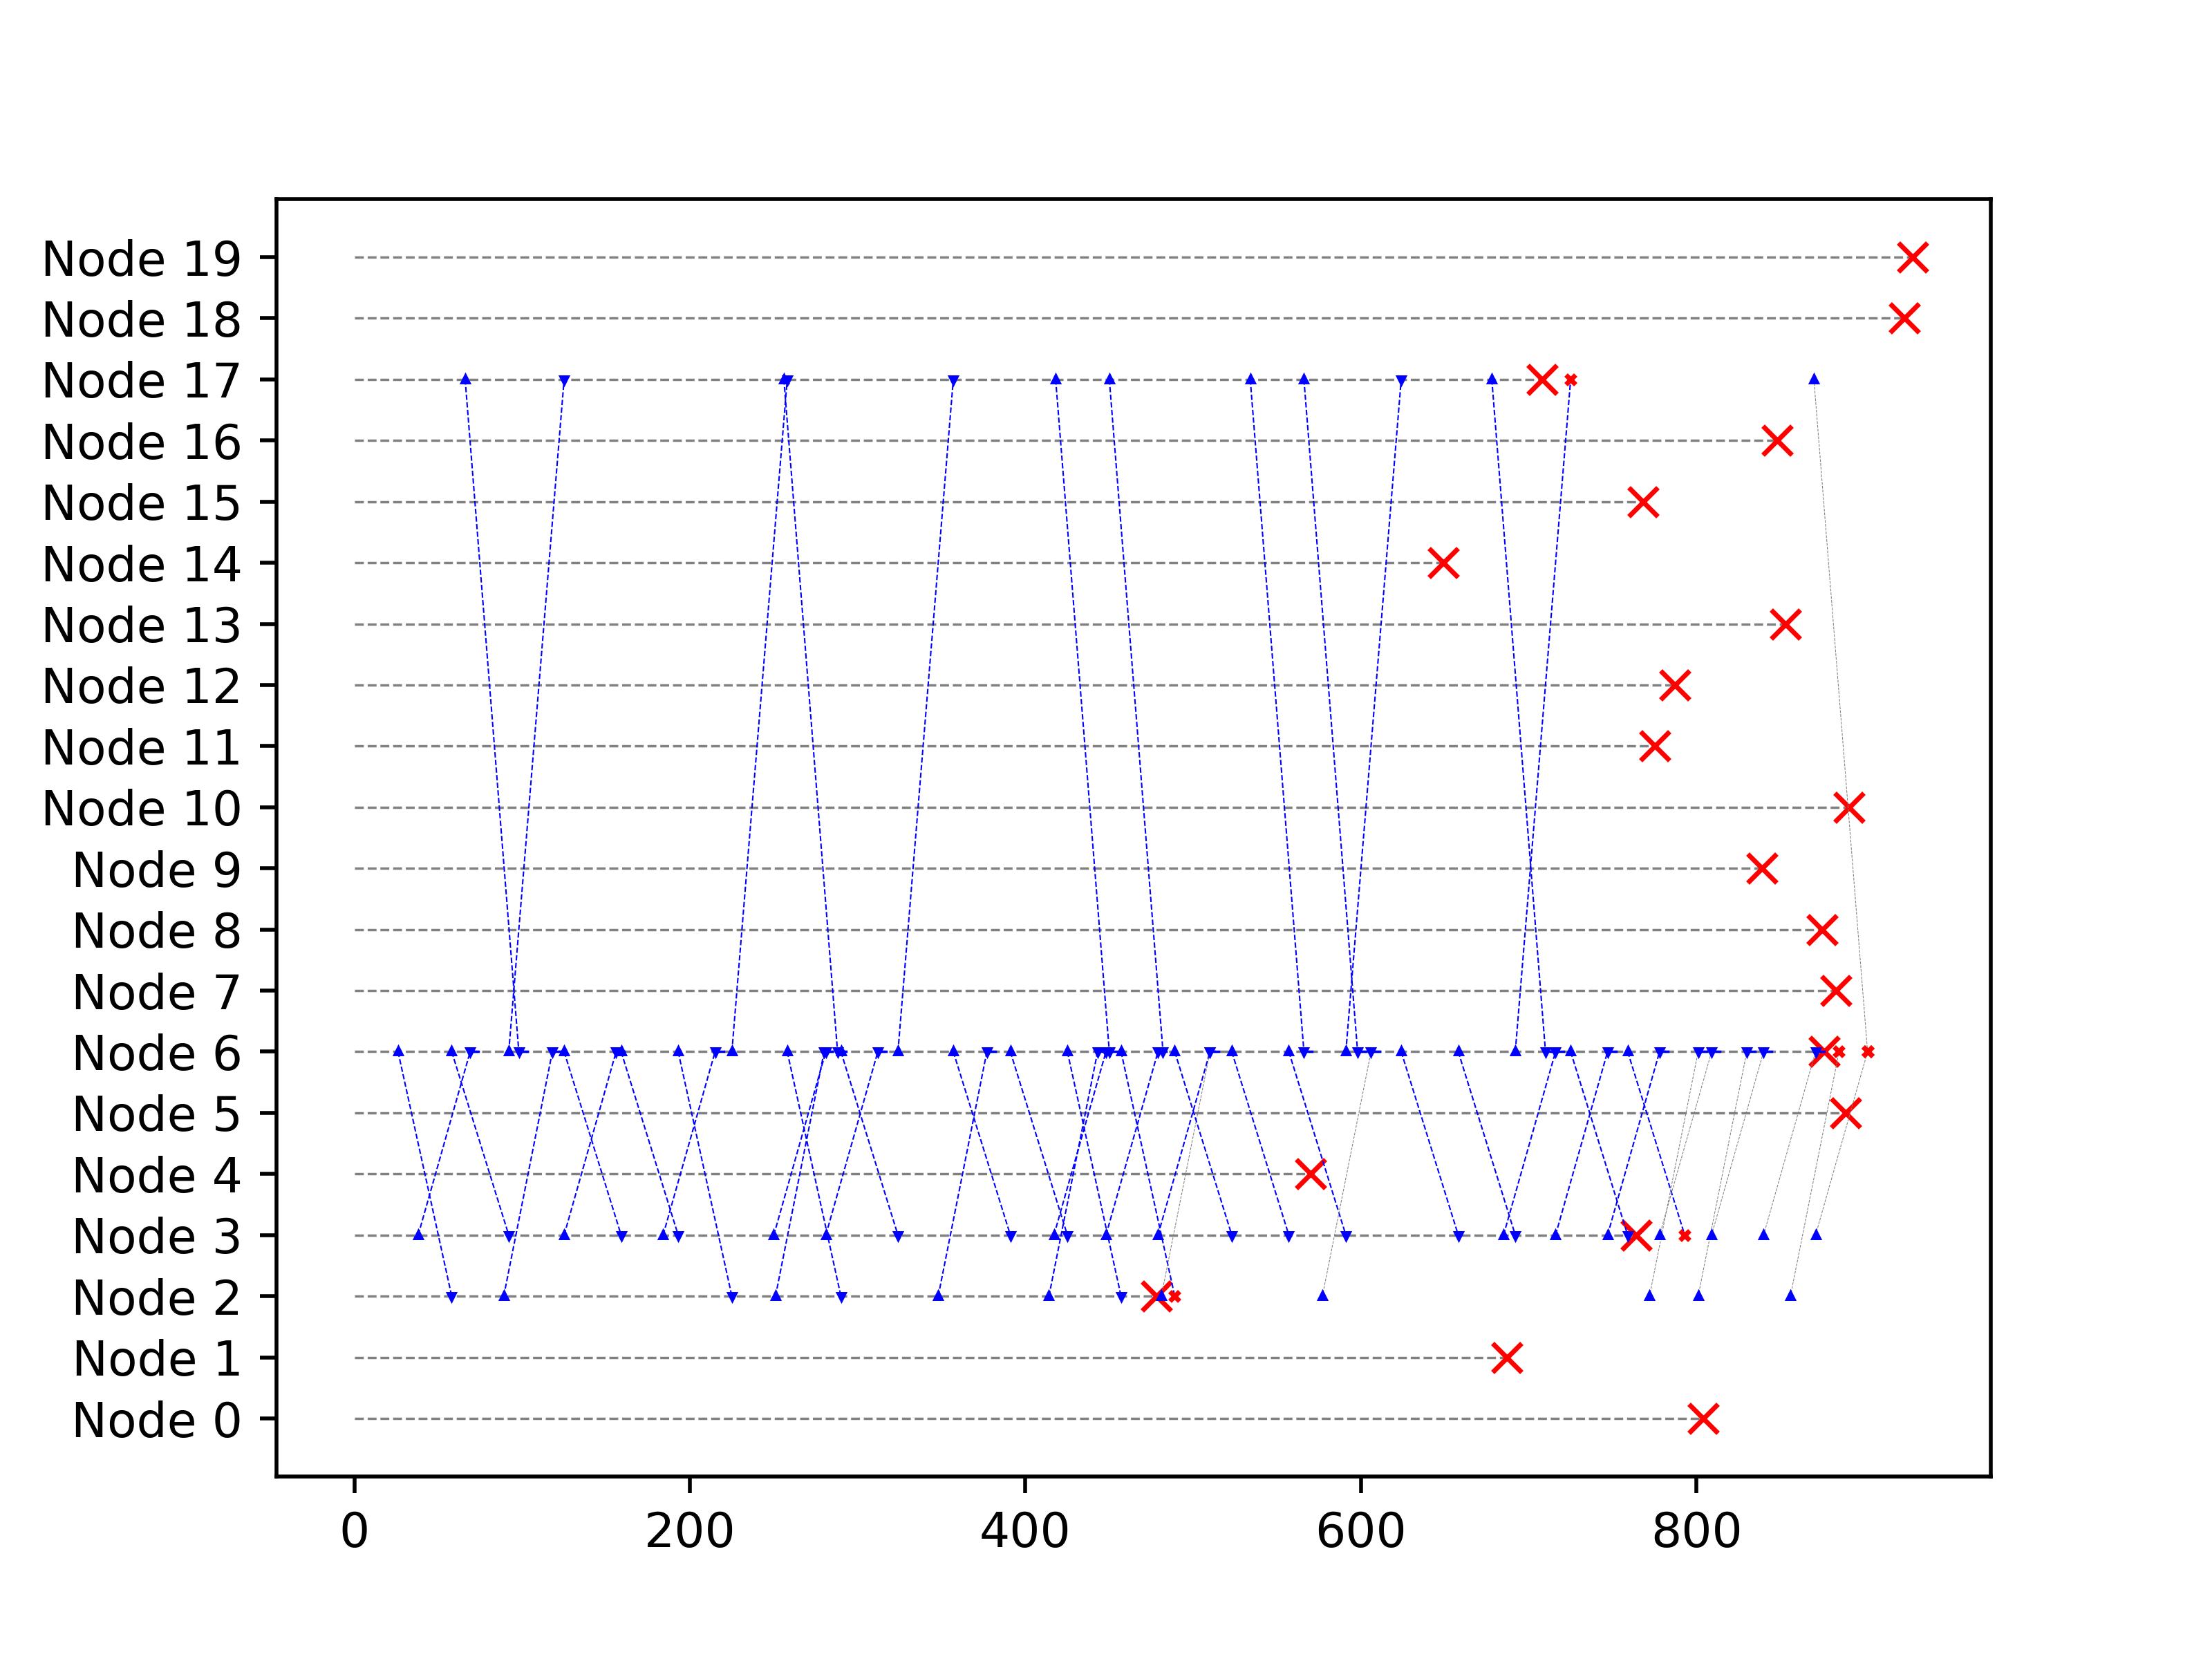 Node 19
Node 18
Node 17
Node 16
Node 15
Node 14
Node 13
Node 12
Node 11
Node 10
Node 9
Node 8
Node 7
Node 6
Node 5
Node 4
Node 3
Node 2
Node 1
Node 0
0 200 400 600 800